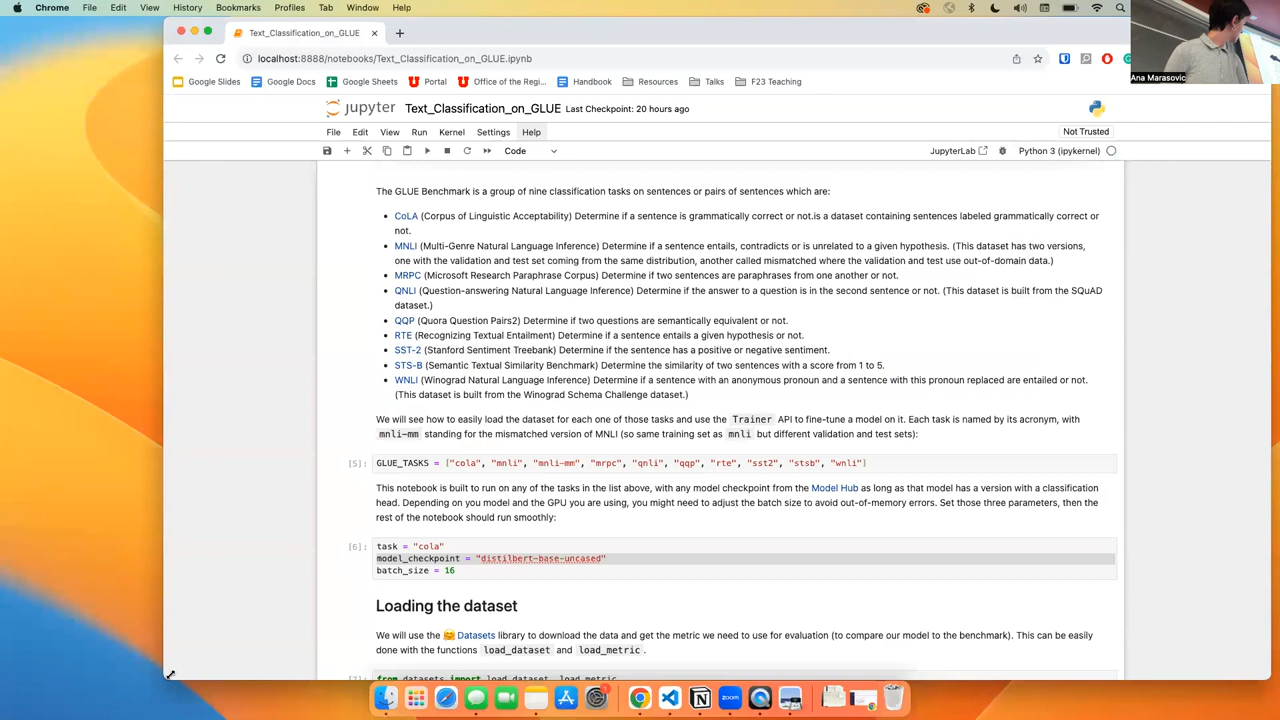 Chrome File Edit View History Bookmarks Profiles Tab Window Help
Text_Classification_on_GLUE
localhost:8888/notebooks/Text_Classification_on_GLUE.ipynb
Google Slides Google Docs Google Sheets Portal Office of the Regi... Handbook Resources Talks F23 Teaching
Ana Marasovic
jupyter Text_Classification_on_GLUE Last Checkpoint: 20 hours ago
File Edit View Run Kernel Settings Help Not Trusted
Code JupyterLab Python 3 (ipykernel)
The GLUE Benchmark is a group of nine classification tasks on sentences or pairs of sentences which are:
• CoLA (Corpus of Linguistic Acceptability) Determine if a sentence is grammatically correct or not.is a dataset containing sentences labeled grammatically correct or
not.
• MNLI (Multi-Genre Natural Language Inference) Determine if a sentence entails, contradicts or is unrelated to a given hypothesis. (This dataset has two versions,
one with the validation and test set coming from the same distribution, another called mismatched where the validation and test use out-of-domain data.)
• MRPC (Microsoft Research Paraphrase Corpus) Determine if two sentences are paraphrases from one another or not.
• QNLI (Question-answering Natural Language Inference) Determine if the answer to a question is in the second sentence or not. (This dataset is built from the SQuAD
dataset.)
• QQP (Quora Question Pairs2) Determine if two questions are semantically equivalent or not.
• RTE (Recognizing Textual Entailment) Determine if a sentence entails a given hypothesis or not.
• SST-2 (Stanford Sentiment Treebank) Determine if the sentence has a positive or negative sentiment.
• STS-B (Semantic Textual Similarity Benchmark) Determine the similarity of two sentences with a score from 1 to 5.
• WNLI (Winograd Natural Language Inference) Determine if a sentence with an anonymous pronoun and a sentence with this pronoun replaced are entailed or not.
(This dataset is built from the Winograd Schema Challenge dataset.)
We will see how to easily load the dataset for each one of those tasks and use the Trainer API to fine-tune a model on it. Each task is named by its acronym, with
mnli-mm standing for the mismatched version of MNLI (so same training set as mnli but different validation and test sets):
[5]: GLUE_TASKS = ["cola", "mnli", "mnli-mm", "mrpc", "qnli", "qqp", "rte", "sst2", "stsb", "wnli"]
This notebook is built to run on any of the tasks in the list above, with any model checkpoint from the Model Hub as long as that model has a version with a classification
head. Depending on you model and the GPU you are using, you might need to adjust the batch size to avoid out-of-memory errors. Set those three parameters, then the
rest of the notebook should run smoothly:
[6]: task = "cola"
model_checkpoint = "distilbert-base-uncased"
batch_size = 16
Loading the dataset
We will use the 🤗 Datasets library to download the data and get the metric we need to use for evaluation (to compare our model to the benchmark). This can be easily
done with the functions load_dataset and load_metric.
[7]: from datasets import load_dataset, load_metric
zoom